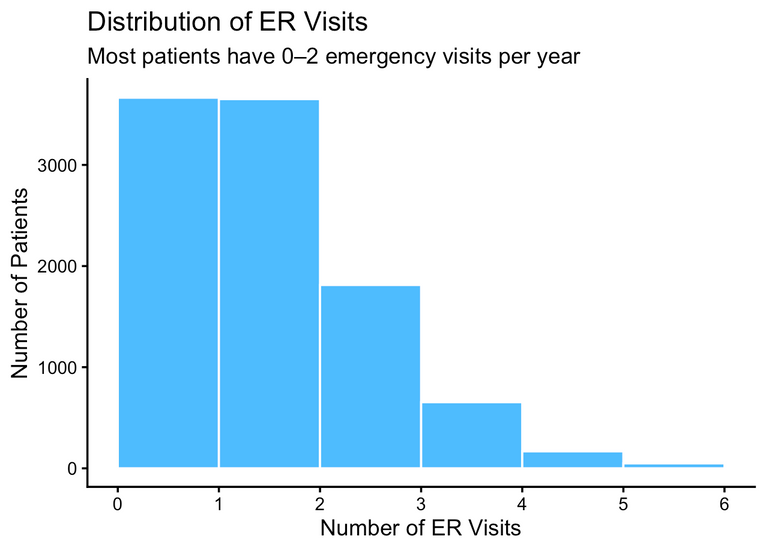 Distribution of ER Visits
Most patients have 0–2 emergency visits per year
Number of Patients
3000
2000
1000
0
0 1 2 3 4 5 6
Number of ER Visits